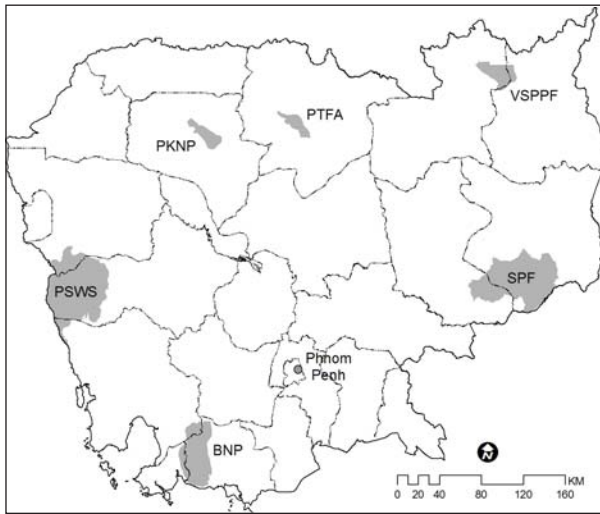 VSPPF
PTFA
PKNP
PSWS
SPF
Phnom
Penh
BNP
N
KM
0 20 40 80 120 160